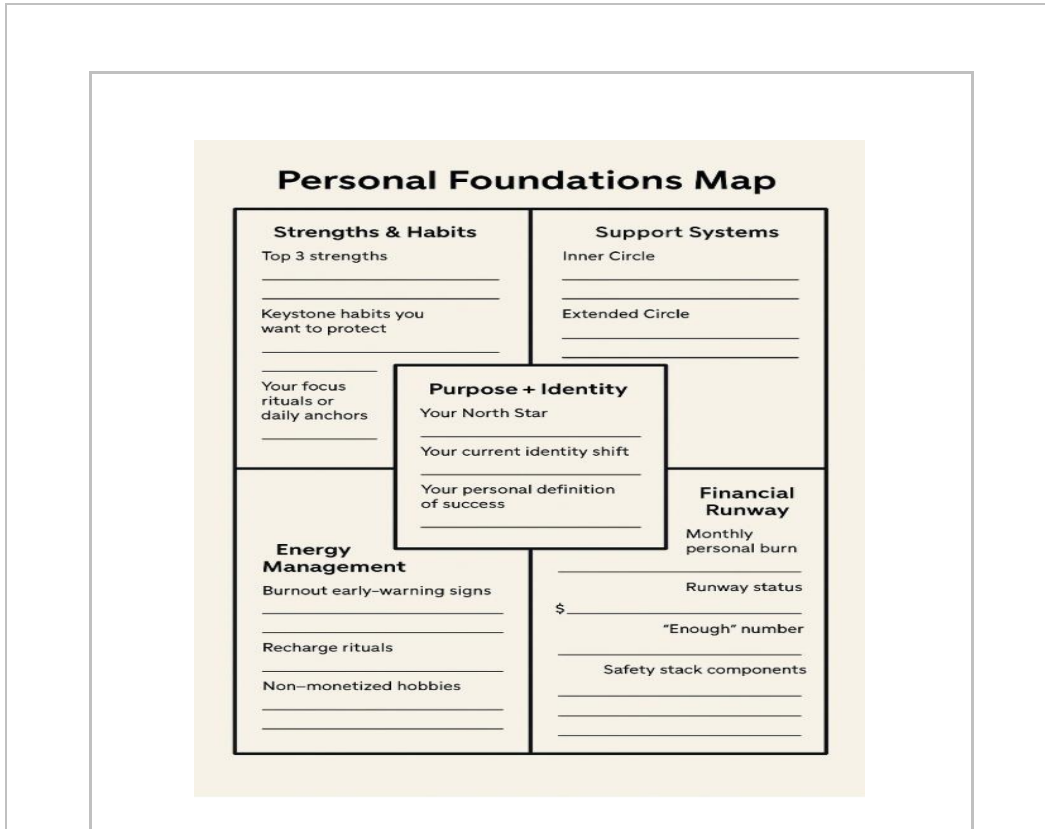 Personal Foundations Map
Strengths & Habits
Top 3 strengths
Keystone habits you
want to protect
Your focus
rituals or
daily anchors
Support Systems
Inner Circle
Extended Circle
Purpose + Identity
Your North Star
Your current identity shift
Your personal definition
of success
Energy
Management
Burnout early-warning signs
Recharge rituals
Non-monetized hobbies
Financial
Runway
Monthly
personal burn
Runway status
$
"Enough" number
Safety stack components